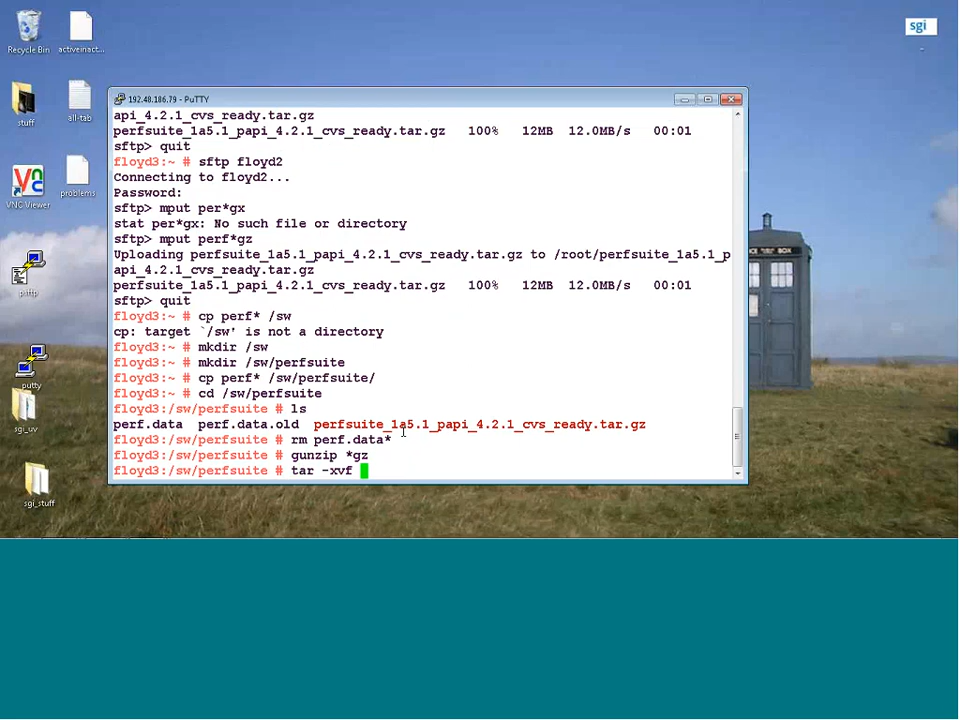 sgi
Recycle Bin
activeinact...
stuff
all-tab
VNC Viewer
problems
psftp
putty
sgi_uv
sgi_stuff
192.48.186.79 - PuTTY
api_4.2.1_cvs_ready.tar.gz
perfsuite_1a5.1_papi_4.2.1_cvs_ready.tar.gz 100% 12MB 12.0MB/s 00:01
sftp> quit
floyd3:~ # sftp floyd2
Connecting to floyd2...
Password:
sftp> mput per*gx
stat per*gx: No such file or directory
sftp> mput perf*gz
Uploading perfsuite_1a5.1_papi_4.2.1_cvs_ready.tar.gz to /root/perfsuite_1a5.1_p
api_4.2.1_cvs_ready.tar.gz
perfsuite_1a5.1_papi_4.2.1_cvs_ready.tar.gz 100% 12MB 12.0MB/s 00:01
sftp> quit
floyd3:~ # cp perf* /sw
cp: target `/sw' is not a directory
floyd3:~ # mkdir /sw
floyd3:~ # mkdir /sw/perfsuite
floyd3:~ # cp perf* /sw/perfsuite/
floyd3:~ # cd /sw/perfsuite
floyd3:/sw/perfsuite # ls
perf.data perf.data.old perfsuite_1a5.1_papi_4.2.1_cvs_ready.tar.gz
floyd3:/sw/perfsuite # rm perf.data*
floyd3:/sw/perfsuite # gunzip *gz
floyd3:/sw/perfsuite # tar -xvf